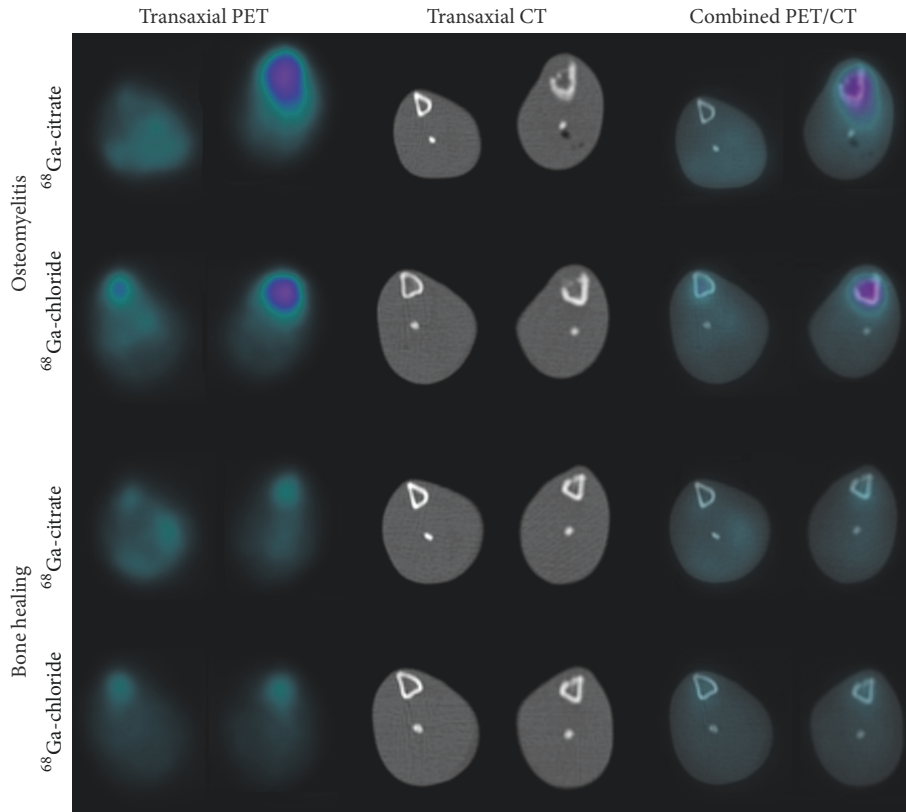 Transaxial PET
Transaxial CT
Combined PET/CT
Osteomyelitis
⁶⁸Ga-citrate
⁶⁸Ga-chloride
Bone healing
⁶⁸Ga-citrate
⁶⁸Ga-chloride